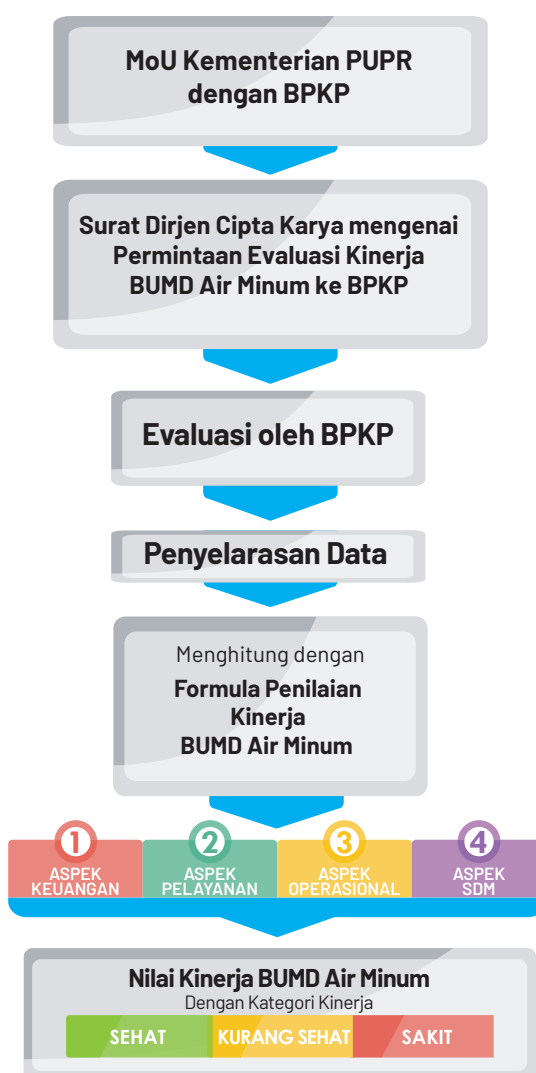 MoU Kementerian PUPR
dengan BPKP
Surat Dirjen Cipta Karya mengenai
Permintaan Evaluasi Kinerja
BUMD Air Minum ke BPKP
Evaluasi oleh BPKP
Penyelarasan Data
Menghitung dengan
Formula Penilaian
Kinerja
BUMD Air Minum
1
ASPEK
KEUANGAN
2
ASPEK
PELAYANAN
3
ASPEK
OPERASIONAL
4
ASPEK
SDM
Nilai Kinerja BUMD Air Minum
Dengan Kategori Kinerja
SEHAT
KURANG SEHAT
SAKIT